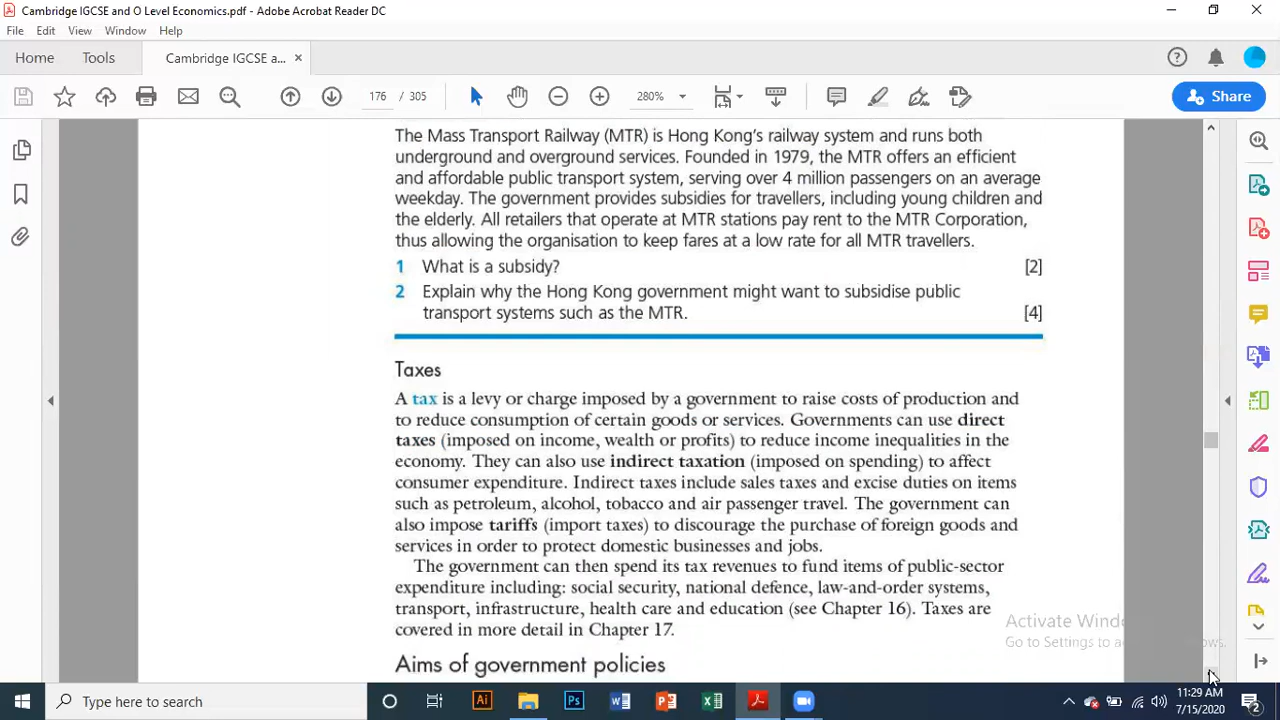 Cambridge IGCSE and O Level Economics.pdf - Adobe Acrobat Reader DC
File Edit View Window Help
Home Tools Cambridge IGCSE and O Level Economics a... ×
176 / 305 280% Share
The Mass Transport Railway (MTR) is Hong Kong's railway system and runs both
underground and overground services. Founded in 1979, the MTR offers an efficient
and affordable public transport system, serving over 4 million passengers on an average
weekday. The government provides subsidies for travellers, including young children and
the elderly. All retailers that operate at MTR stations pay rent to the MTR Corporation,
thus allowing the organisation to keep fares at a low rate for all MTR travellers.
1 What is a subsidy? [2]
2 Explain why the Hong Kong government might want to subsidise public
transport systems such as the MTR. [4]
Taxes
A tax is a levy or charge imposed by a government to raise costs of production and
to reduce consumption of certain goods or services. Governments can use direct
taxes (imposed on income, wealth or profits) to reduce income inequalities in the
economy. They can also use indirect taxation (imposed on spending) to affect
consumer expenditure. Indirect taxes include sales taxes and excise duties on items
such as petroleum, alcohol, tobacco and air passenger travel. The government can
also impose tariffs (import taxes) to discourage the purchase of foreign goods and
services in order to protect domestic businesses and jobs.
The government can then spend its tax revenues to fund items of public-sector
expenditure including: social security, national defence, law-and-order systems,
transport, infrastructure, health care and education (see Chapter 16). Taxes are
covered in more detail in Chapter 17.
Activate Windo
Go to Settings to a ws.
Aims of government policies
Type here to search
11:29 AM
7/15/2020
2